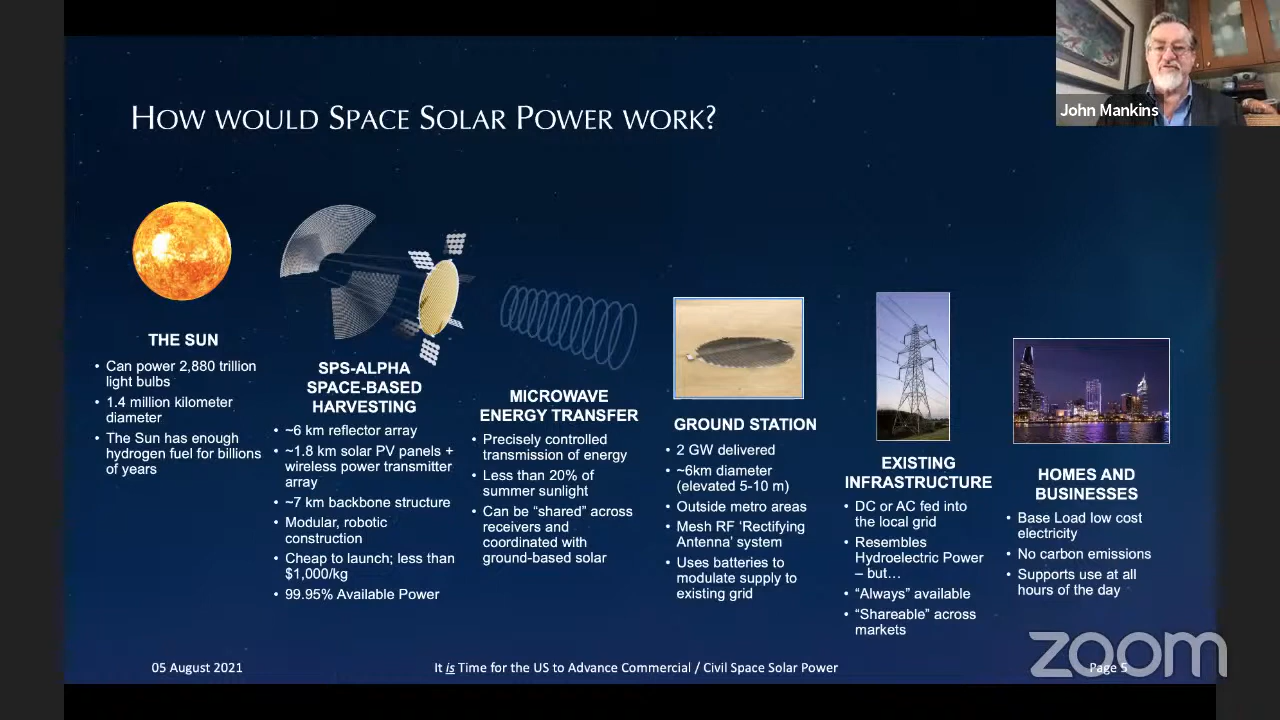 John Mankins
HOW WOULD SPACE SOLAR POWER WORK?
THE SUN
• Can power 2,880 trillion
light bulbs
• 1.4 million kilometer
diameter
• The Sun has enough
hydrogen fuel for billions
of years
SPS-ALPHA
SPACE-BASED
HARVESTING
• ~6 km reflector array
• ~1.8 km solar PV panels +
wireless power transmitter
array
• ~7 km backbone structure
• Modular, robotic
construction
• Cheap to launch; less than
$1,000/kg
• 99.95% Available Power
MICROWAVE
ENERGY TRANSFER
• Precisely controlled
transmission of energy
• Less than 20% of
summer sunlight
• Can be “shared” across
receivers and
coordinated with
ground-based solar
GROUND STATION
• 2 GW delivered
• ~6km diameter
(elevated 5-10 m)
• Outside metro areas
• Mesh RF ‘Rectifying
Antenna’ system
• Uses batteries to
modulate supply to
existing grid
EXISTING
INFRASTRUCTURE
• DC or AC fed into
the local grid
• Resembles
Hydroelectric Power
– but…
• “Always” available
• “Shareable” across
markets
HOMES AND
BUSINESSES
• Base Load low cost
electricity
• No carbon emissions
• Supports use at all
hours of the day
05 August 2021
It is Time for the US to Advance Commercial / Civil Space Solar Power
Page 5
zoom